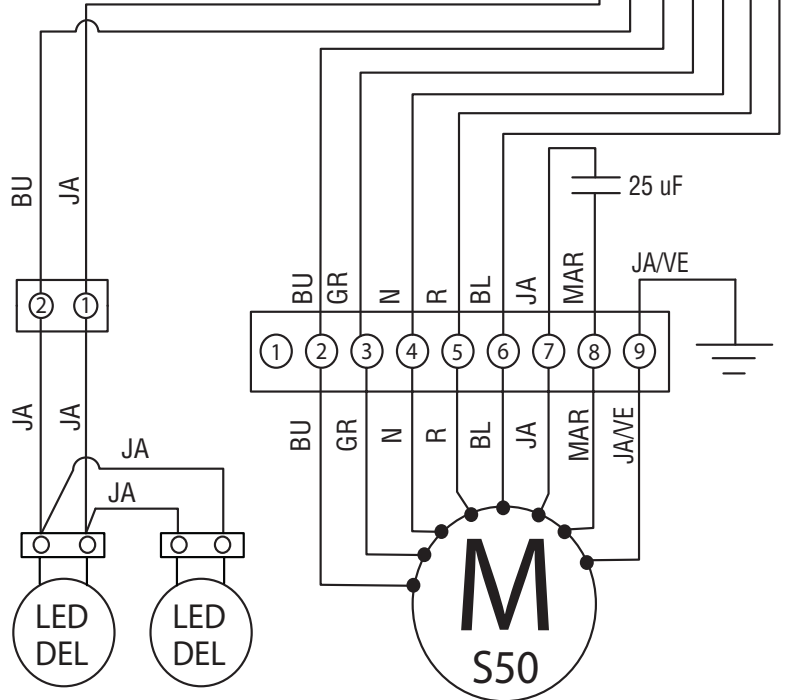 BU JA
25 uF
BU GR N R BL JA MAR JA/VE
2 1
1 2 3 4 5 6 7 8 9
JA JA
BU GR N R BL JA MAR JA/VE
JA
JA
LED DEL
LED DEL
M
S50